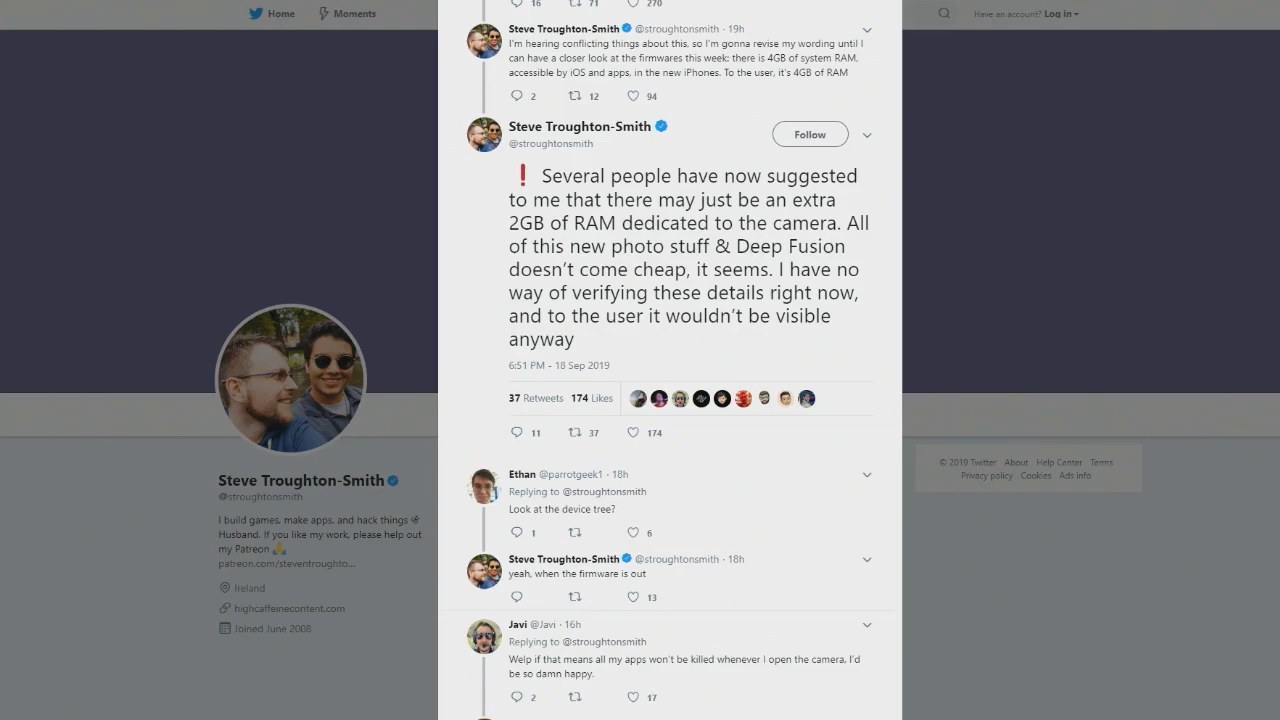 Home
Moments
Have an account? Log in
16 71 270
Steve Troughton-Smith @stroughtonsmith · 19h
I'm hearing conflicting things about this, so I'm gonna revise my wording until I
can have a closer look at the firmwares this week: there is 4GB of system RAM,
accessible by iOS and apps, in the new iPhones. To the user, it's 4GB of RAM
2 12 94
Steve Troughton-Smith
@stroughtonsmith
Follow
❗ Several people have now suggested
to me that there may just be an extra
2GB of RAM dedicated to the camera. All
of this new photo stuff & Deep Fusion
doesn't come cheap, it seems. I have no
way of verifying these details right now,
and to the user it wouldn't be visible
anyway
6:51 PM - 18 Sep 2019
37 Retweets 174 Likes
11 37 174
Ethan @parrotgeek1 · 18h
Replying to @stroughtonsmith
Look at the device tree?
1 6
Steve Troughton-Smith @stroughtonsmith · 18h
yeah, when the firmware is out
13
Javi @Javi · 16h
Replying to @stroughtonsmith
Welp if that means all my apps won't be killed whenever I open the camera, I'd
be so damn happy.
2 17
Steve Troughton-Smith
@stroughtonsmith
I build games, make apps, and hack things
Husband. If you like my work, please help out
my Patreon 🙏
patreon.com/steventroughto...
Ireland
highcaffeinecontent.com
Joined June 2008
© 2019 Twitter About Help Center Terms
Privacy policy Cookies Ads info